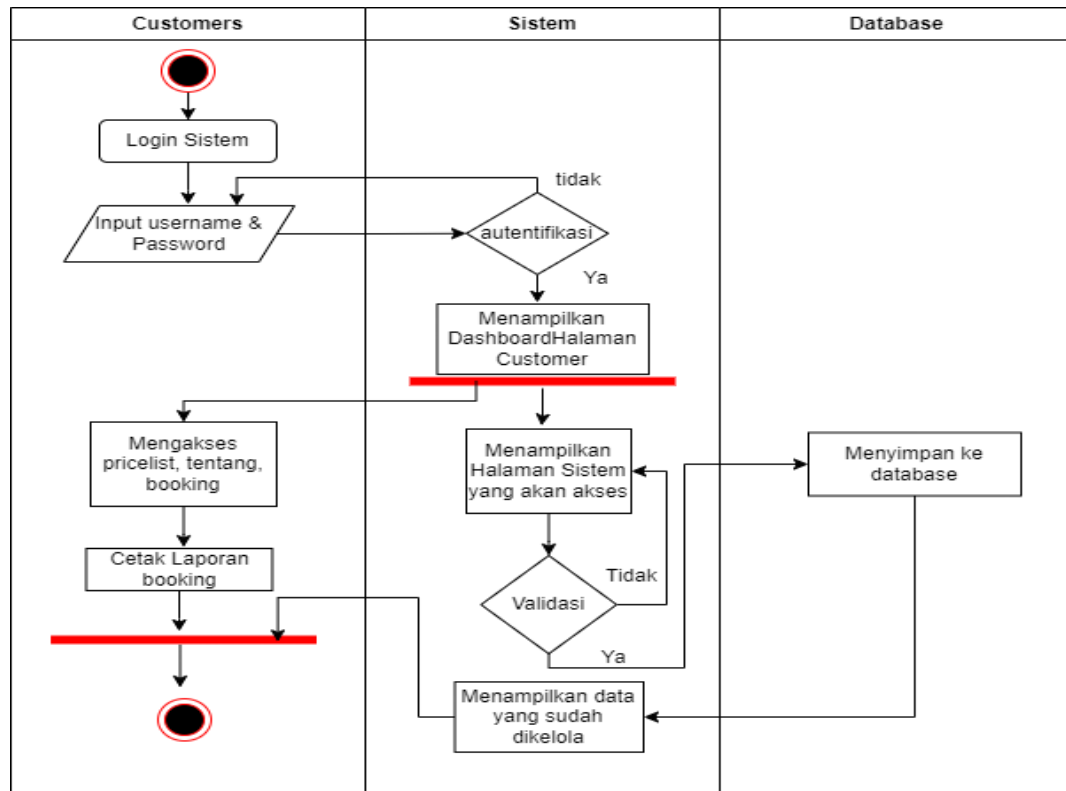 Customers
Sistem
Database
Login Sistem
tidak
Input username &
Password
autentifikasi
Ya
Menampilkan
DashboardHalaman
Customer
Mengakses
pricelist, tentang,
booking
Menampilkan
Halaman Sistem
yang akan akses
Menyimpan ke
database
Cetak Laporan
booking
Tidak
Validasi
Ya
Menampilkan data
yang sudah
dikelola